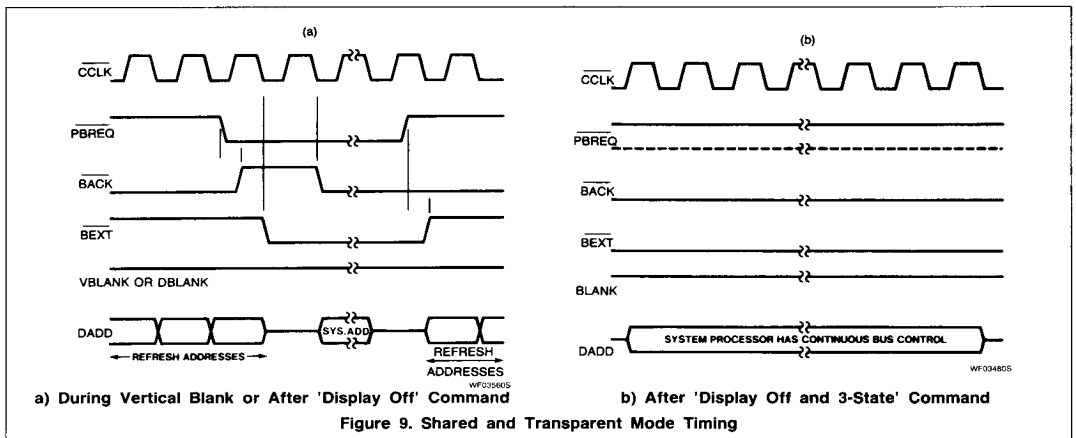 (a)
CCLK
PBREQ
BACK
BEXT
VBLANK OR DBLANK
DADD
SYS. ADD
REFRESH ADDRESSES
REFRESH
ADDRESSES
WF03560S
a) During Vertical Blank or After 'Display Off' Command
(b)
CCLK
PBREQ
BACK
BEXT
BLANK
DADD
SYSTEM PROCESSOR HAS CONTINUOUS BUS CONTROL
WF03480S
b) After 'Display Off and 3-State' Command
Figure 9. Shared and Transparent Mode Timing